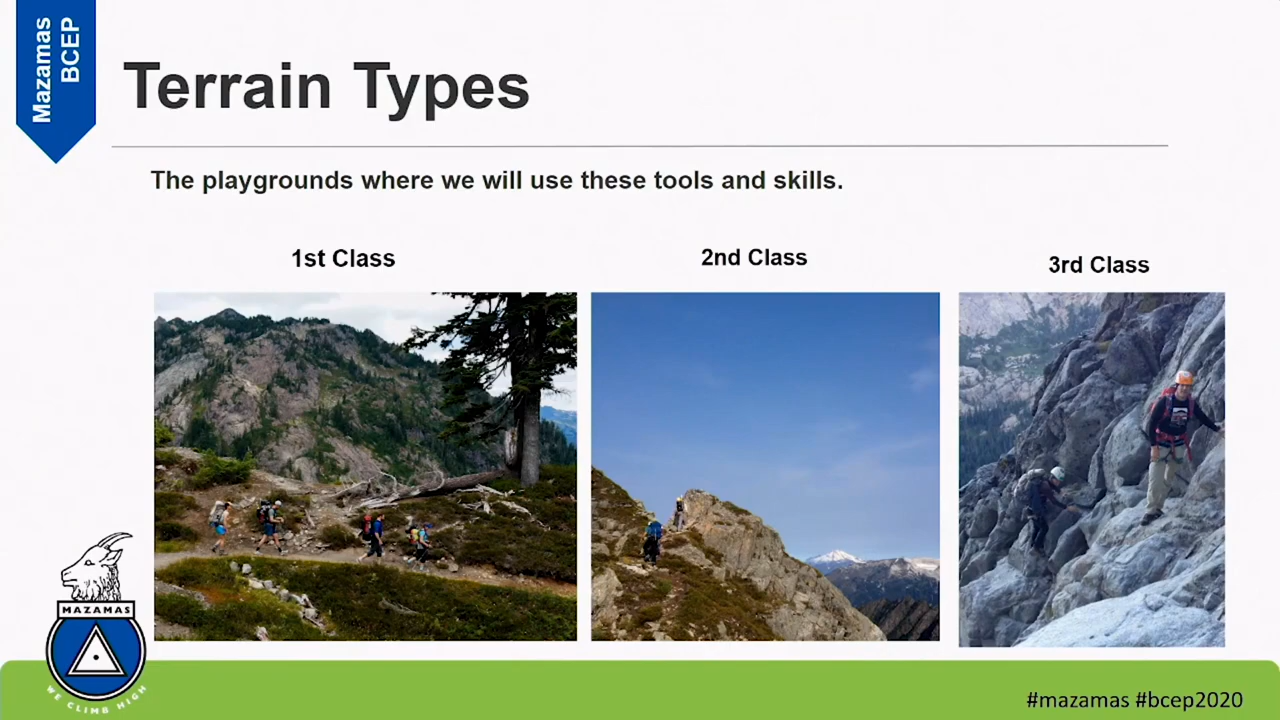 Mazamas
BCEP
Terrain Types
The playgrounds where we will use these tools and skills.
1st Class
2nd Class
3rd Class
MAZAMAS
WE CLIMB HIGH
#mazamas #bcep2020